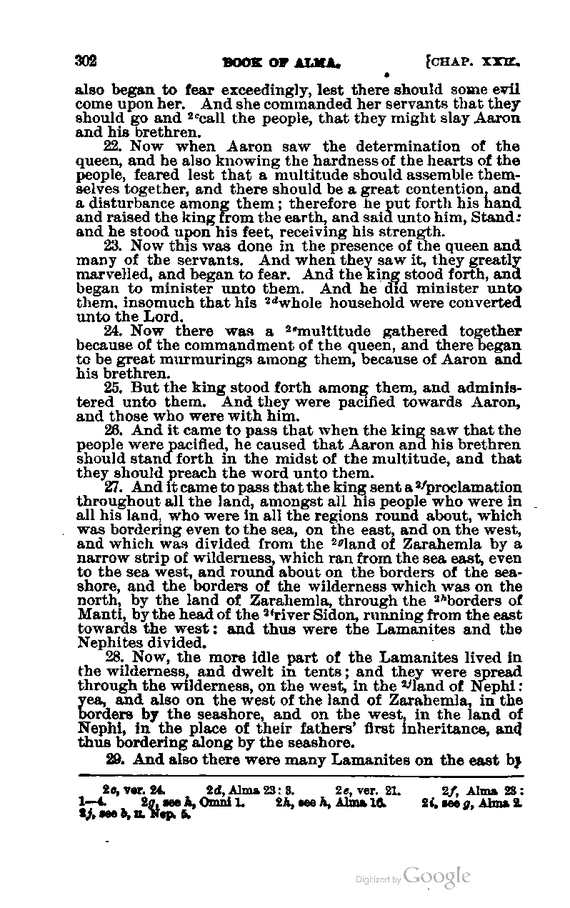 302 BOOK OF ALMA. [CHAP. XXII.
also began to fear exceedingly, lest there should some evil
come upon her. And she commanded her servants that they
should go and 2ccall the people, that they might slay Aaron
and his brethren.
22. Now when Aaron saw the determination of the
queen, and he also knowing the hardness of the hearts of the
people, feared lest that a multitude should assemble them-
selves together, and there should be a great contention, and
a disturbance among them; therefore he put forth his hand
and raised the king from the earth, and said unto him, Stand:
and he stood upon his feet, receiving his strength.
23. Now this was done in the presence of the queen and
many of the servants. And when they saw it, they greatly
marvelled, and began to fear. And the king stood forth, and
began to minister unto them. And he did minister unto
them, insomuch that his 2dwhole household were converted
unto the Lord.
24. Now there was a 2emultitude gathered together
because of the commandment of the queen, and there began
to be great murmurings among them, because of Aaron and
his brethren.
25. But the king stood forth among them, and adminis-
tered unto them. And they were pacified towards Aaron,
and those who were with him.
26. And it came to pass that when the king saw that the
people were pacified, he caused that Aaron and his brethren
should stand forth in the midst of the multitude, and that
they should preach the word unto them.
27. And it came to pass that the king sent a 2fproclamation
throughout all the land, amongst all his people who were in
all his land, who were in all the regions round about, which
was bordering even to the sea, on the east, and on the west,
and which was divided from the 2gland of Zarahemla by a
narrow strip of wilderness, which ran from the sea east, even
to the sea west, and round about on the borders of the sea-
shore, and the borders of the wilderness which was on the
north, by the land of Zarahemla, through the 2hborders of
Manti, by the head of the 2iriver Sidon, running from the east
towards the west: and thus were the Lamanites and the
Nephites divided.
28. Now, the more idle part of the Lamanites lived in
the wilderness, and dwelt in tents; and they were spread
through the wilderness, on the west, in the 2jland of Nephi:
yea, and also on the west of the land of Zarahemla, in the
borders by the seashore, and on the west, in the land of
Nephi, in the place of their fathers' first inheritance, and
thus bordering along by the seashore.
29. And also there were many Lamanites on the east by
2c, ver. 24. 2d, Alma 23: 3. 2e, ver. 21. 2f, Alma 23:
1—4. 2g, see h, Omni 1. 2h, see h, Alma 16. 2i, see g, Alma 2.
2j, see b, II. Nep. 5.
Digitized by Google